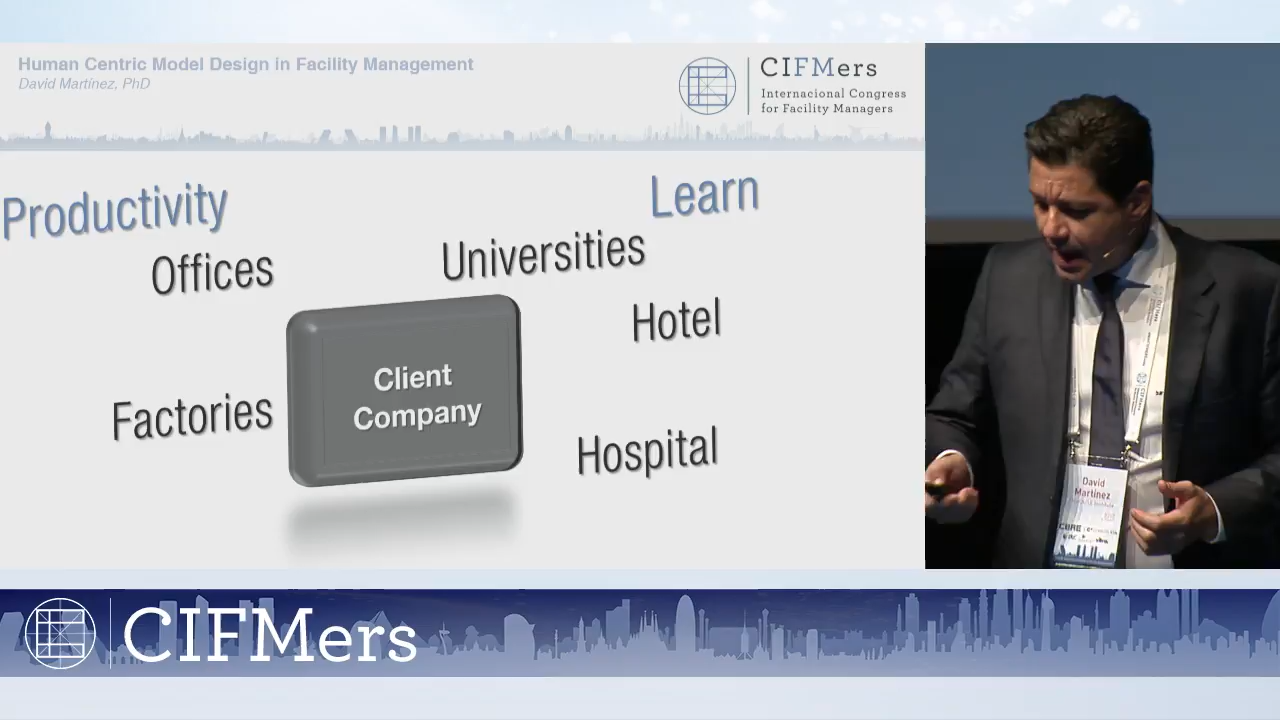 Human Centric Model Design in Facility Management
David Martínez, PhD
CIFMers
Internacional Congress
for Facility Managers
Productivity
Learn
Offices
Universities
Hotel
Client
Company
Factories
Hospital
David
Martínez
CBRE
CIFMers